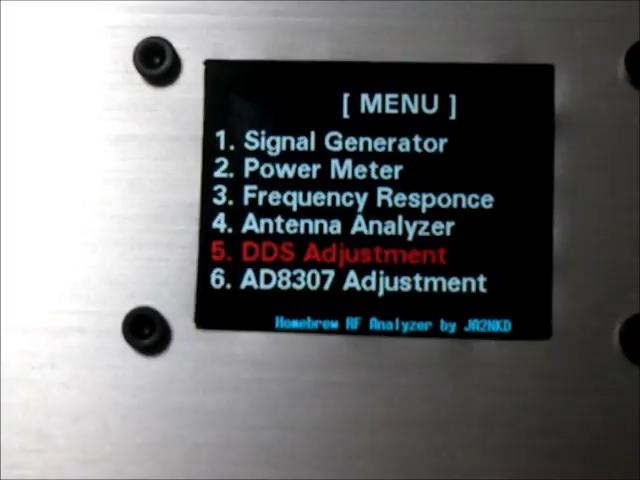 [ MENU ]
1. Signal Generator
2. Power Meter
3. Frequency Responce
4. Antenna Analyzer
5. DDS Adjustment
6. AD8307 Adjustment
Homebrew RF Analyzer by JA2NKD